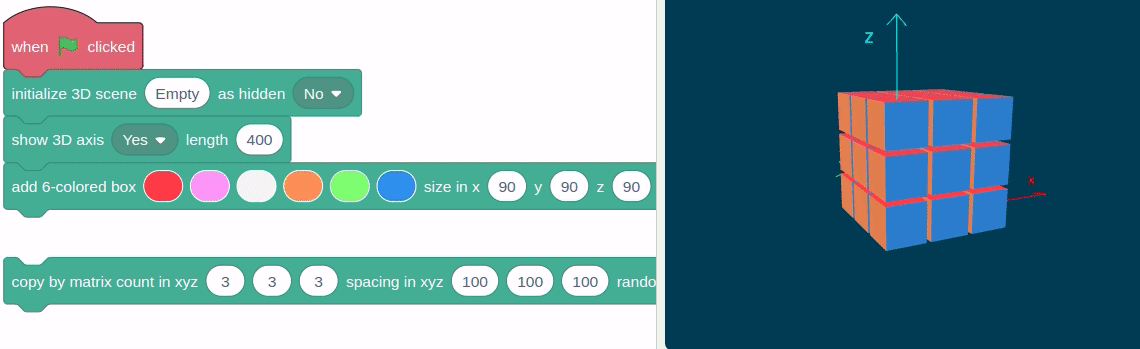 when clicked
initialize 3D scene Empty as hidden No
show 3D axis Yes length 400
add 6-colored box size in x 90 y 90 z 90
copy by matrix count in xyz 3 3 3 spacing in xyz 100 100 100 rando
Z
x